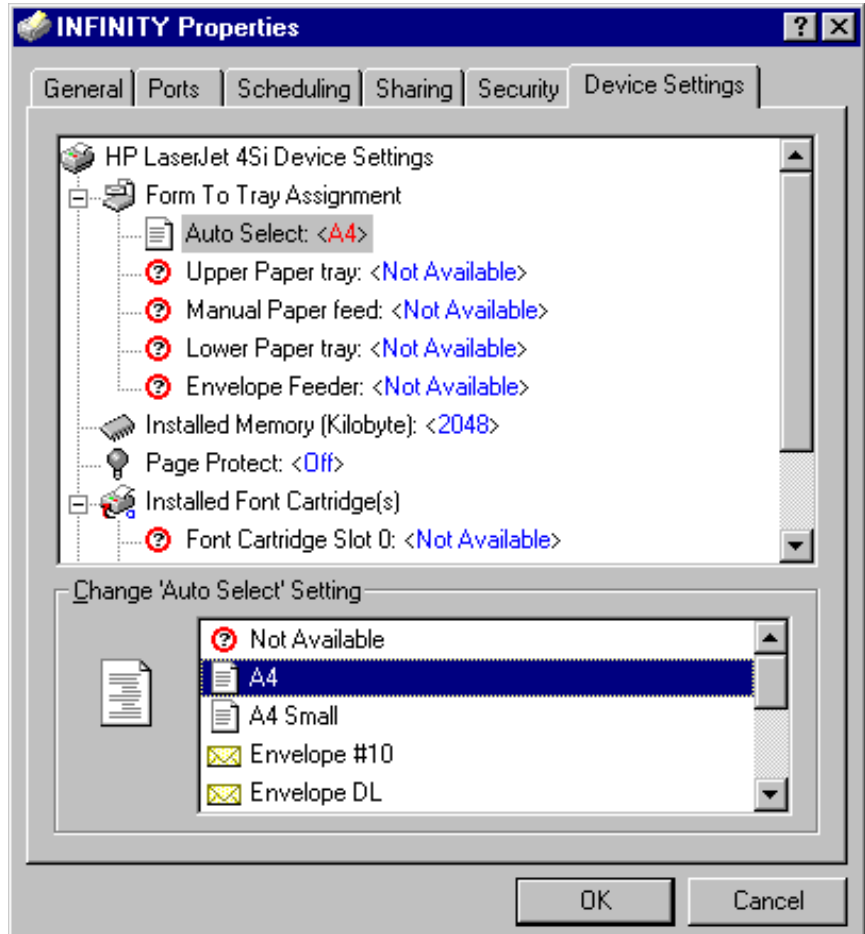 INFINITY Properties
General Ports Scheduling Sharing Security Device Settings
HP LaserJet 4Si Device Settings
Form To Tray Assignment
Auto Select: <A4>
Upper Paper tray: <Not Available>
Manual Paper feed: <Not Available>
Lower Paper tray: <Not Available>
Envelope Feeder: <Not Available>
Installed Memory (Kilobyte): <2048>
Page Protect: <Off>
Installed Font Cartridge(s)
Font Cartridge Slot 0: <Not Available>
Change 'Auto Select' Setting
Not Available
A4
A4 Small
Envelope #10
Envelope DL
OK Cancel